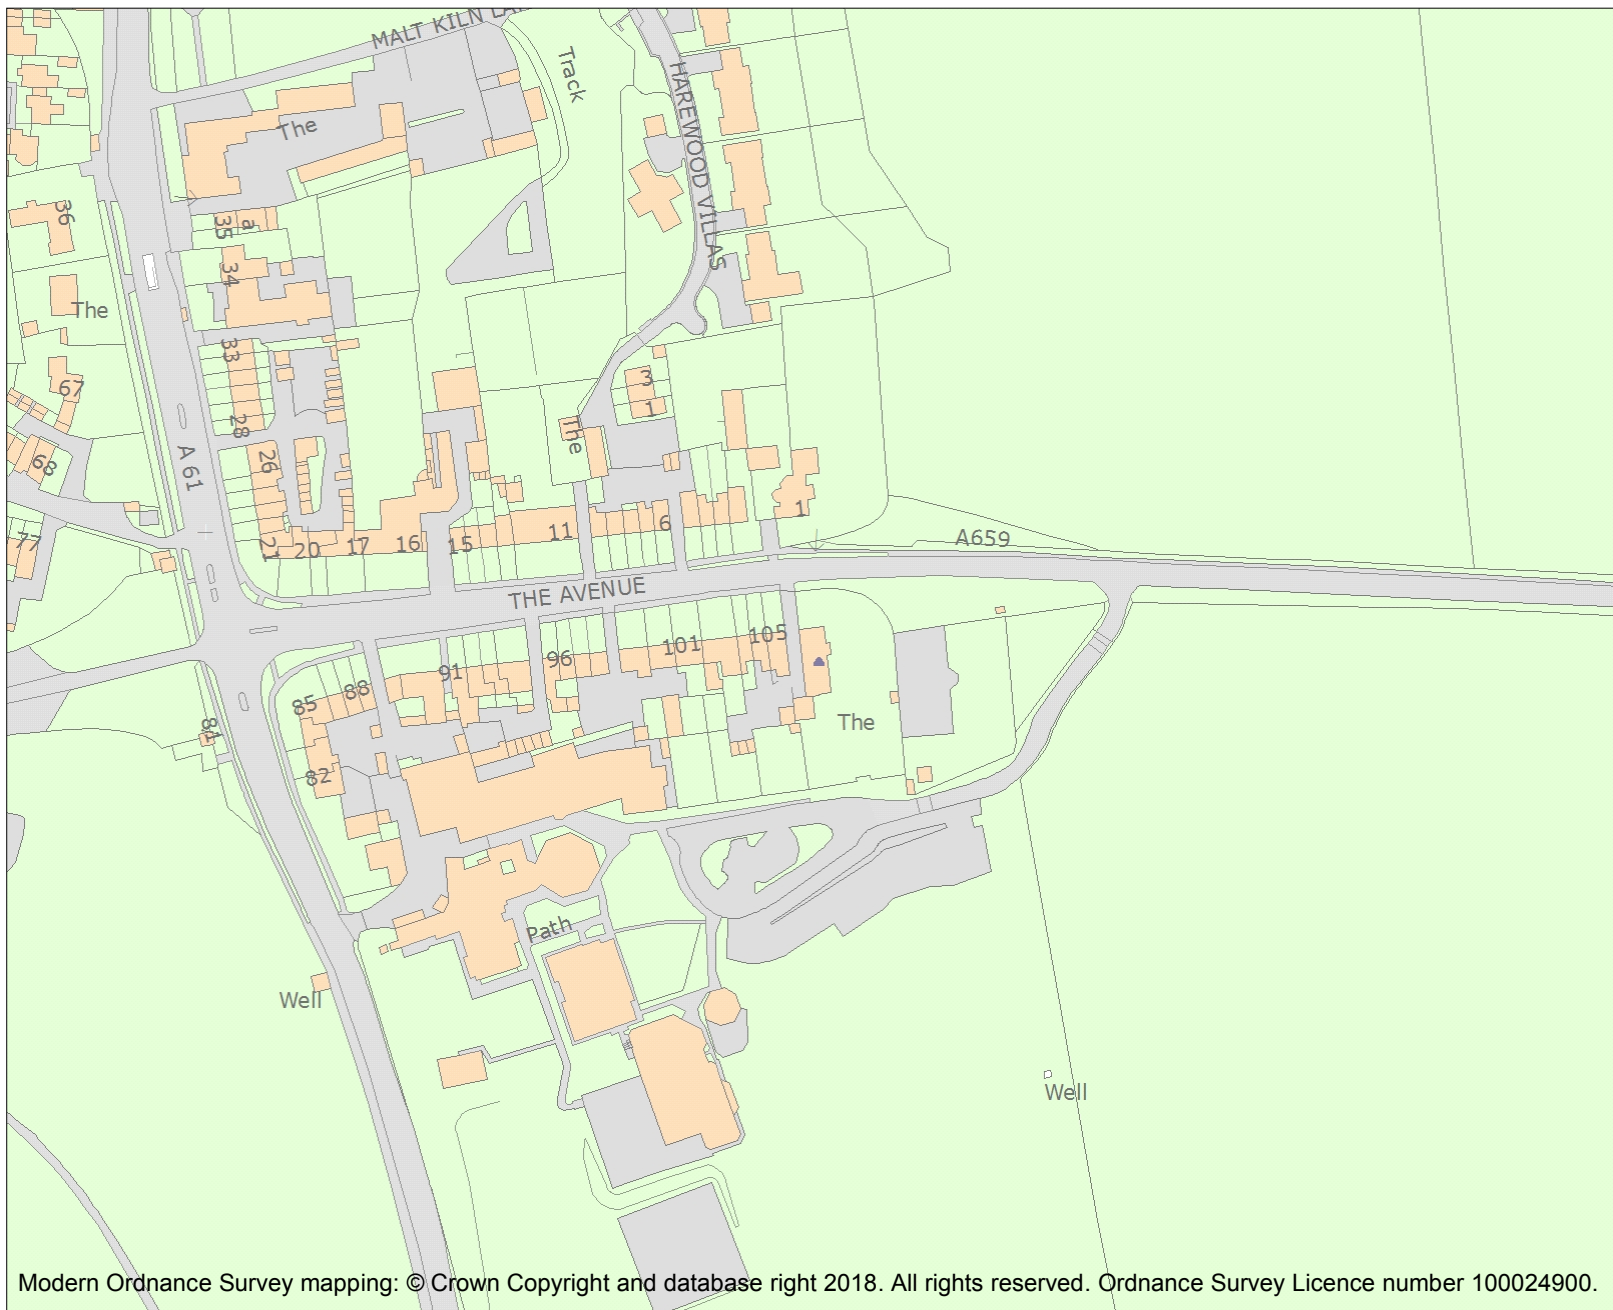 MALT KILN LA
Track
HAREWOOD VILLAS
The
36
35
a
34
The
33
67
3
1
28
The
A 61
26
68
1
6
11
77
21
20
17
16
15
A659
THE AVENUE
105
101
96
91
88
85
The
81
82
Path
Well
Well
Modern Ordnance Survey mapping: © Crown Copyright and database right 2018. All rights reserved. Ordnance Survey Licence number 100024900.